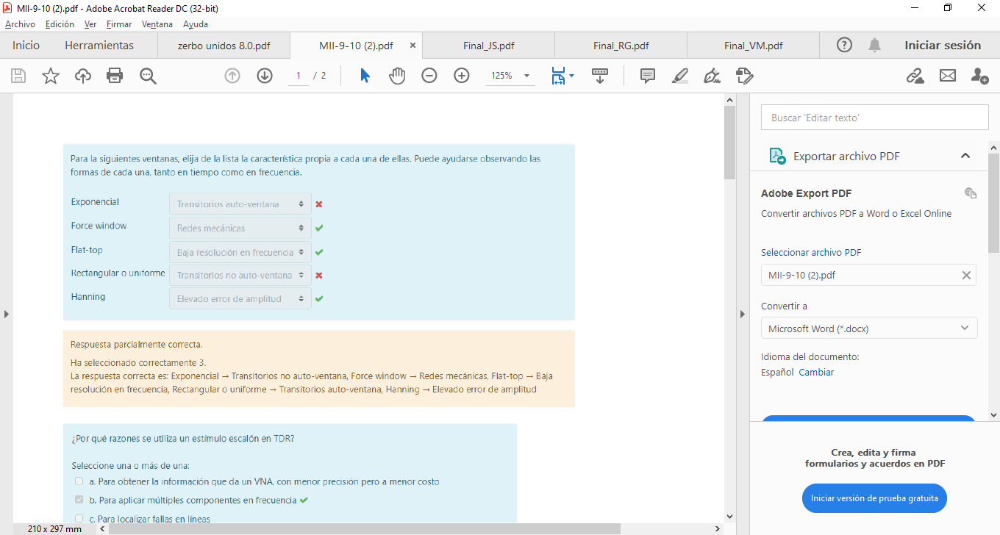 MII-9-10 (2).pdf - Adobe Acrobat Reader DC (32-bit)
Archivo Edición Ver Firmar Ventana Ayuda
Inicio Herramientas zerbo unidos 8.0.pdf MII-9-10 (2).pdf × Final_JS.pdf Final_RG.pdf Final_VM.pdf ? Iniciar sesión
1 / 2 125%
Para la siguientes ventanas, elija de la lista la característica propia a cada una de ellas. Puede ayudarse observando las
formas de cada una, tanto en tiempo como en frecuencia.
Exponencial Transitorios auto-ventana
Force window Redes mecánicas
Flat-top Baja resolución en frecuencia
Rectangular o uniforme Transitorios no auto-ventana
Hanning Elevado error de amplitud
Respuesta parcialmente correcta.
Ha seleccionado correctamente 3.
La respuesta correcta es: Exponencial → Transitorios no auto-ventana, Force window → Redes mecánicas, Flat-top → Baja
resolución en frecuencia, Rectangular o uniforme → Transitorios auto-ventana, Hanning → Elevado error de amplitud
¿Por qué razones se utiliza un estímulo escalón en TDR?
Seleccione una o más de una:
a. Para obtener la información que da un VNA, con menor precisión pero a menor costo
b. Para aplicar múltiples componentes en frecuencia
c. Para localizar fallas en líneas
210 x 297 mm
Buscar 'Editar texto'
Exportar archivo PDF
Adobe Export PDF
Convertir archivos PDF a Word o Excel Online
Seleccionar archivo PDF
MII-9-10 (2).pdf
Convertir a
Microsoft Word (*.docx)
Idioma del documento:
Español Cambiar
Crea, edita y firma
formularios y acuerdos en PDF
Iniciar versión de prueba gratuita